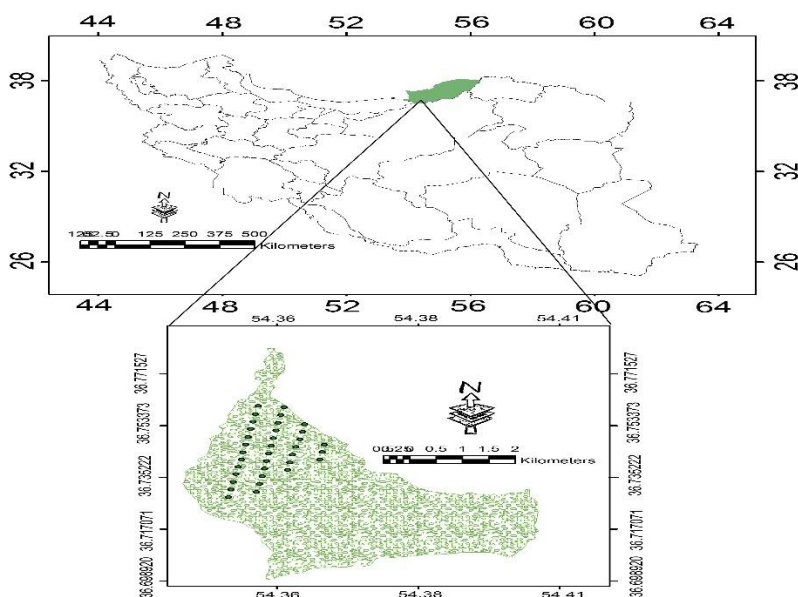 44 48 52 56 60 64
38 38
32 32
N
125 250 375 500
Kilometers
26 26
44 48 52 56 60 64
54.36 54.38 54.41
36.771527 36.771527
36.753373 36.753373
N
0.5 1 1.5 2
Kilometers
36.735222 36.735222
36.717071 36.717071
36.698920 36.698920
54.36 54.38 54.41